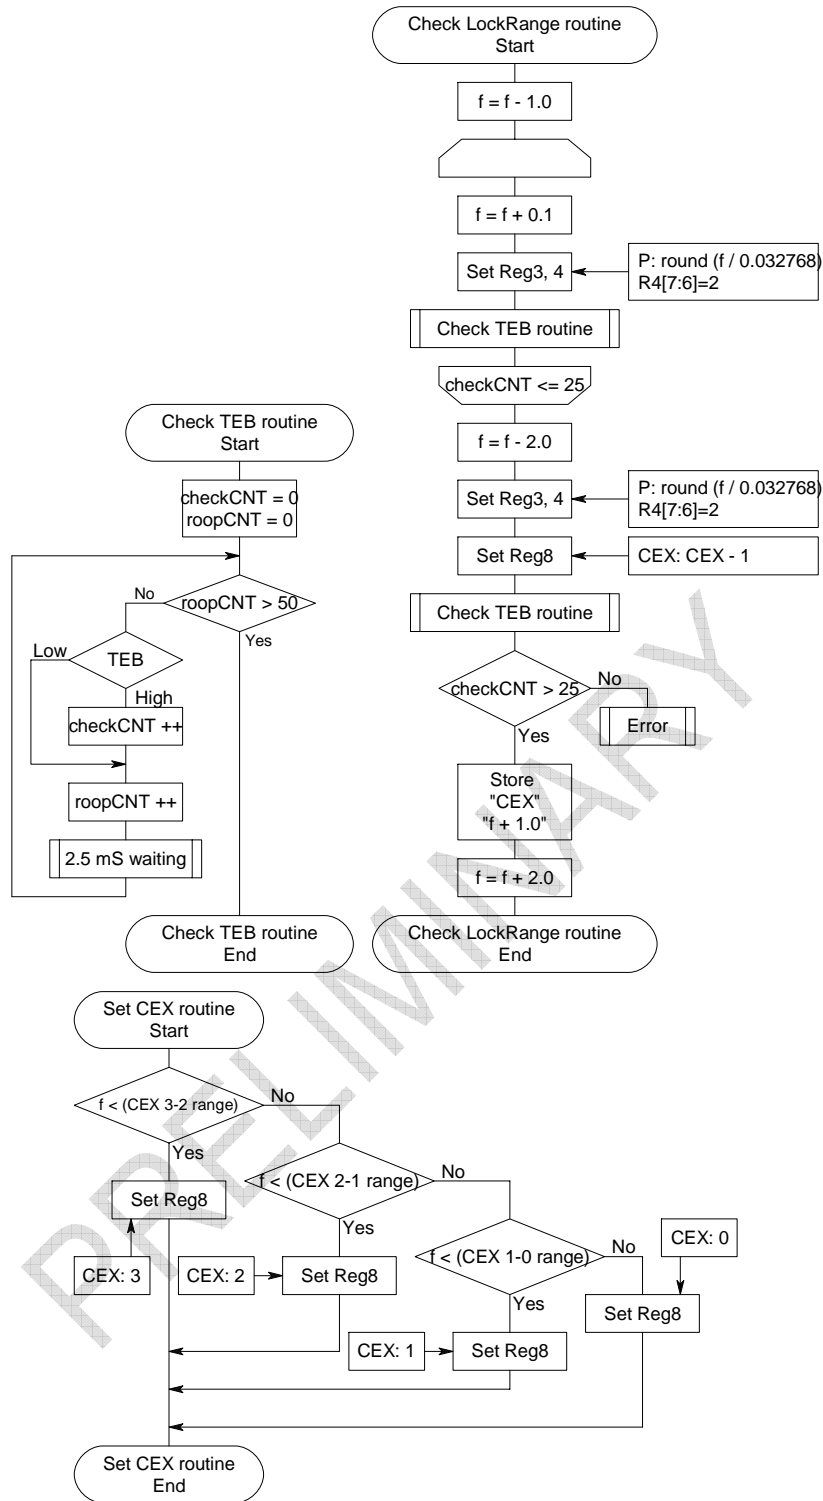 Check LockRange routine
Start
f = f - 1.0
f = f + 0.1
Set Reg3, 4
P: round (f / 0.032768)
R4[7:6]=2
Check TEB routine
checkCNT <= 25
f = f - 2.0
Set Reg3, 4
P: round (f / 0.032768)
R4[7:6]=2
Set Reg8
CEX: CEX - 1
Check TEB routine
checkCNT > 25
No
Error
Yes
Store
"CEX"
"f + 1.0"
f = f + 2.0
Check LockRange routine
End
Check TEB routine
Start
checkCNT = 0
roopCNT = 0
roopCNT > 50
No
Yes
TEB
Low
High
checkCNT ++
roopCNT ++
2.5 mS waiting
Check TEB routine
End
Set CEX routine
Start
f < (CEX 3-2 range)
No
Yes
Set Reg8
CEX: 3
f < (CEX 2-1 range)
No
Yes
CEX: 2
Set Reg8
f < (CEX 1-0 range)
No
Yes
CEX: 1
Set Reg8
CEX: 0
Set Reg8
Set CEX routine
End
PRELIMINARY